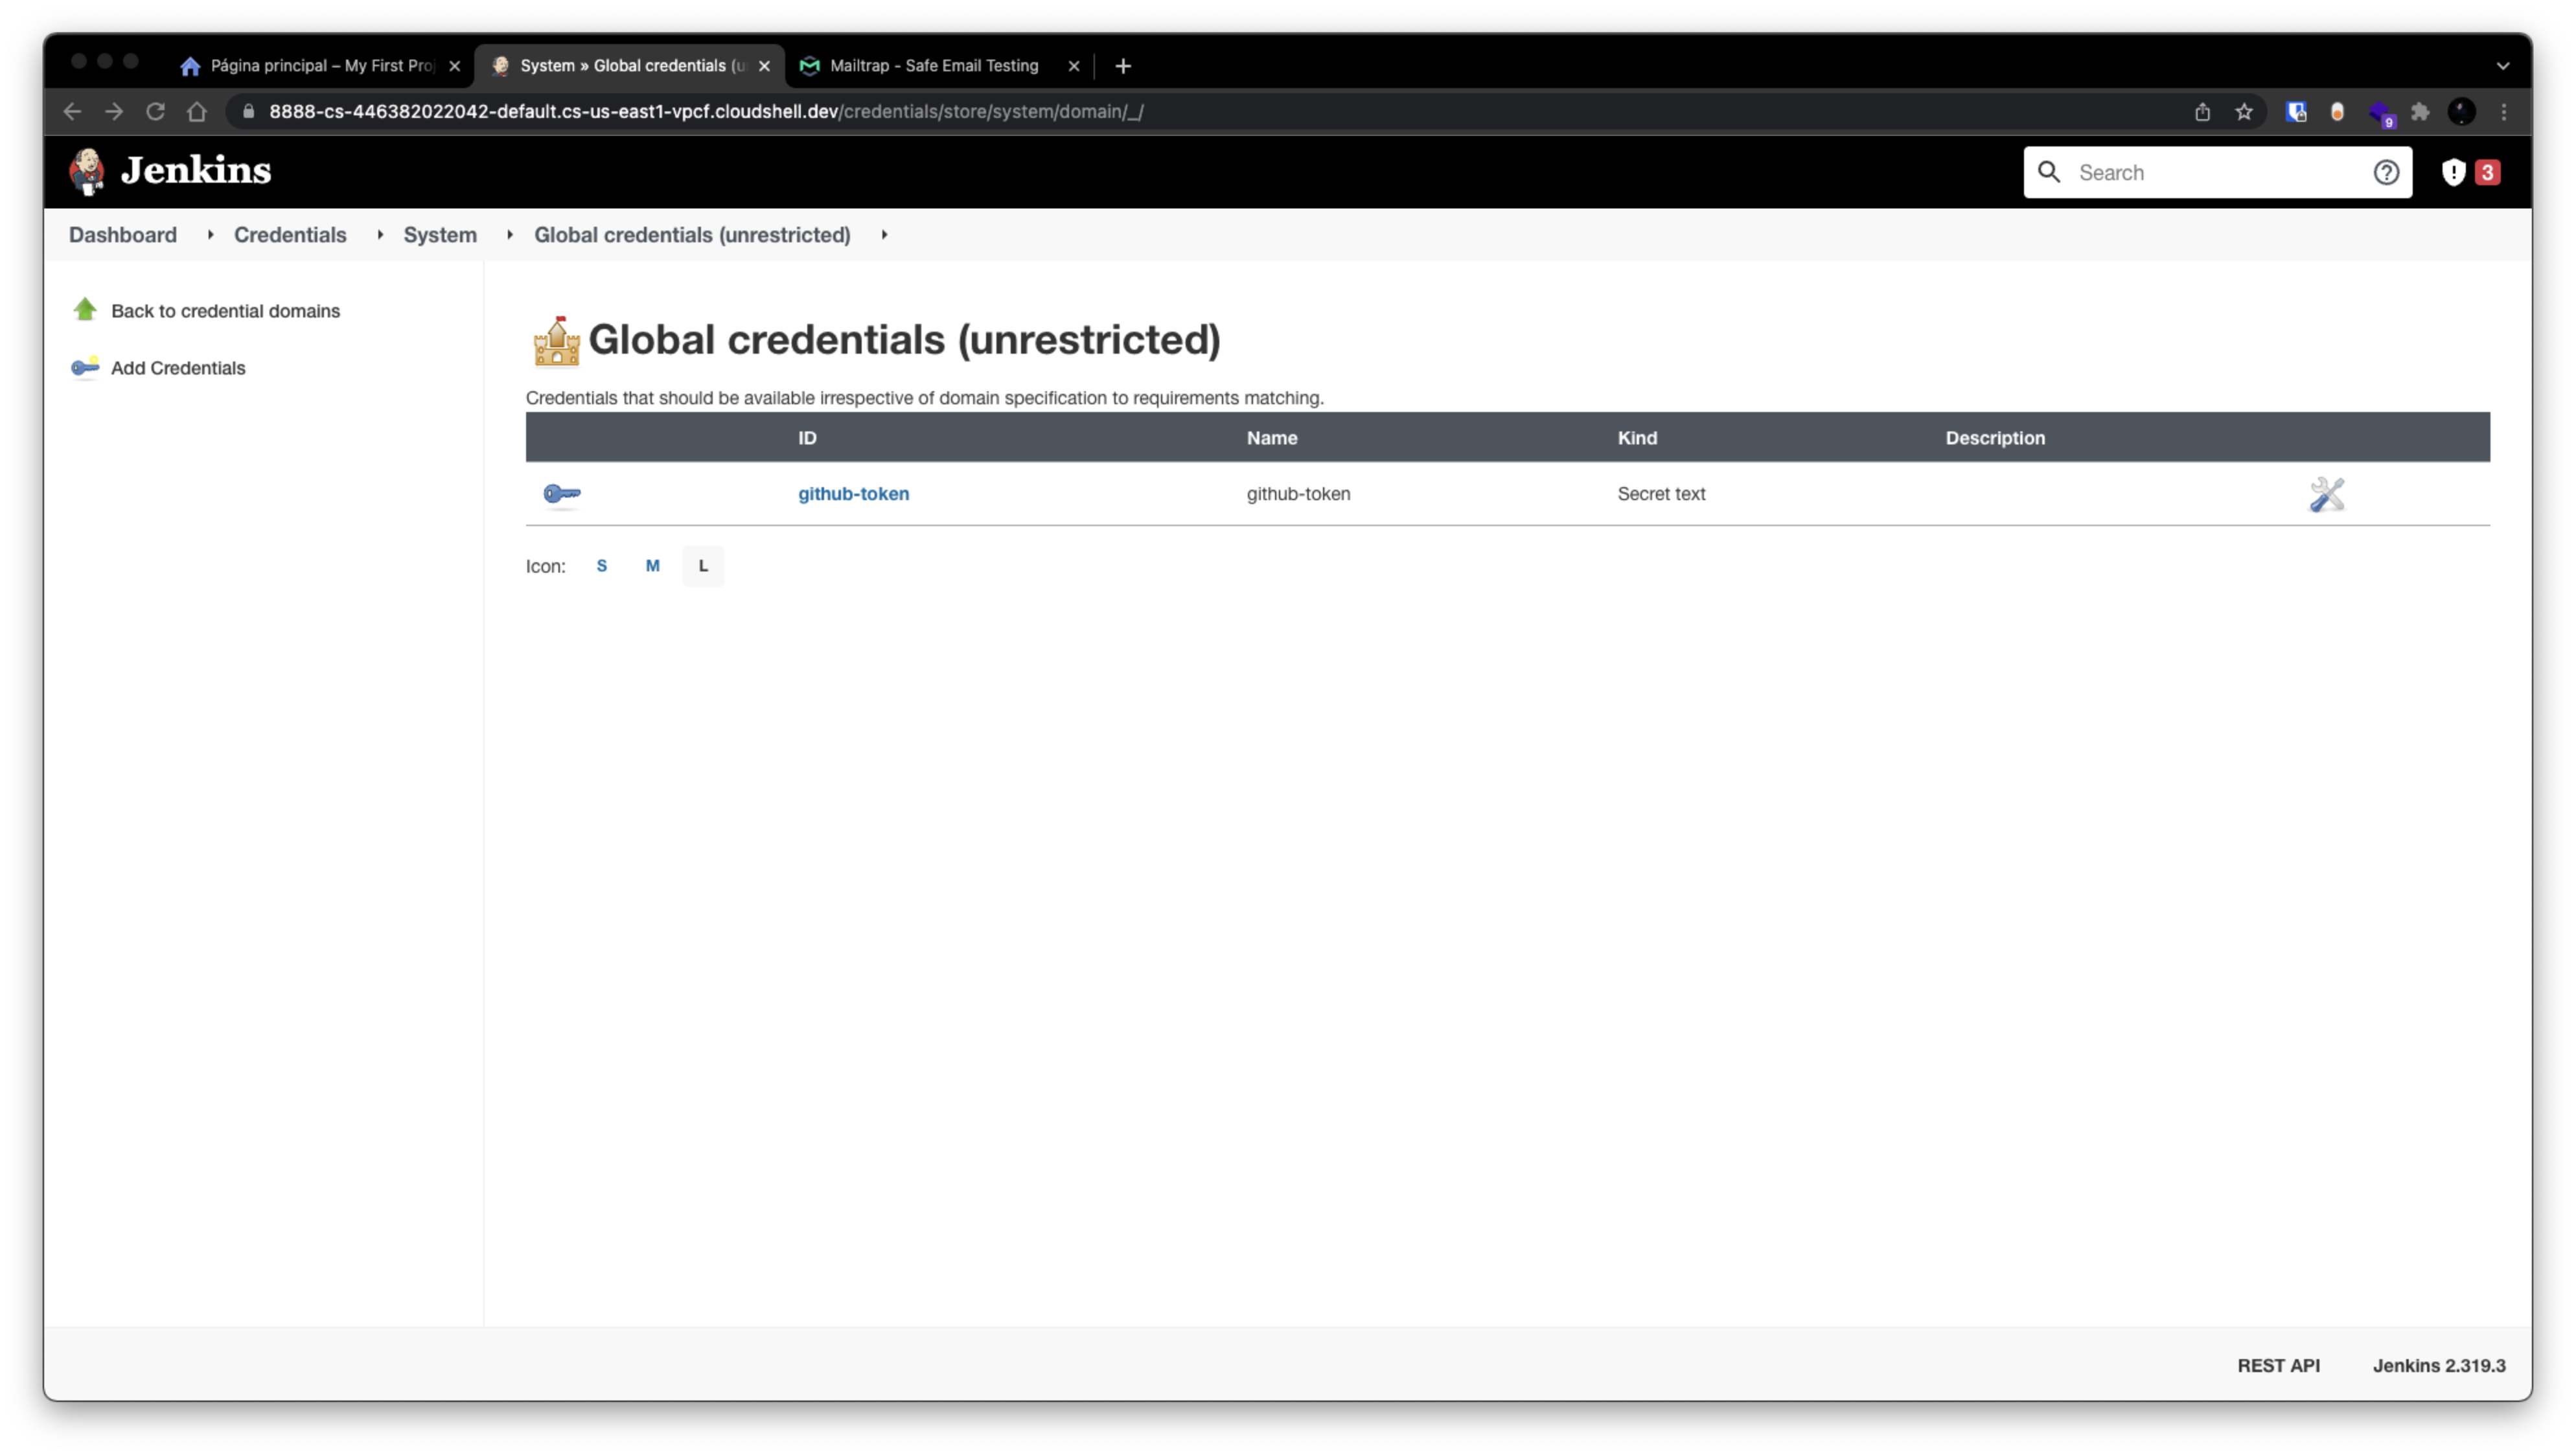 Página principal – My First Pro
System » Global credentials (u
Mailtrap - Safe Email Testing
8888-cs-446382022042-default.cs-us-east1-vpcf.cloudshell.dev/credentials/store/system/domain/_/
9
Jenkins
Search
3
Dashboard
Credentials
System
Global credentials (unrestricted)
Back to credential domains
Add Credentials
Global credentials (unrestricted)
Credentials that should be available irrespective of domain specification to requirements matching.
ID Name Kind Description
github-token github-token Secret text
Icon: S M L
REST API Jenkins 2.319.3